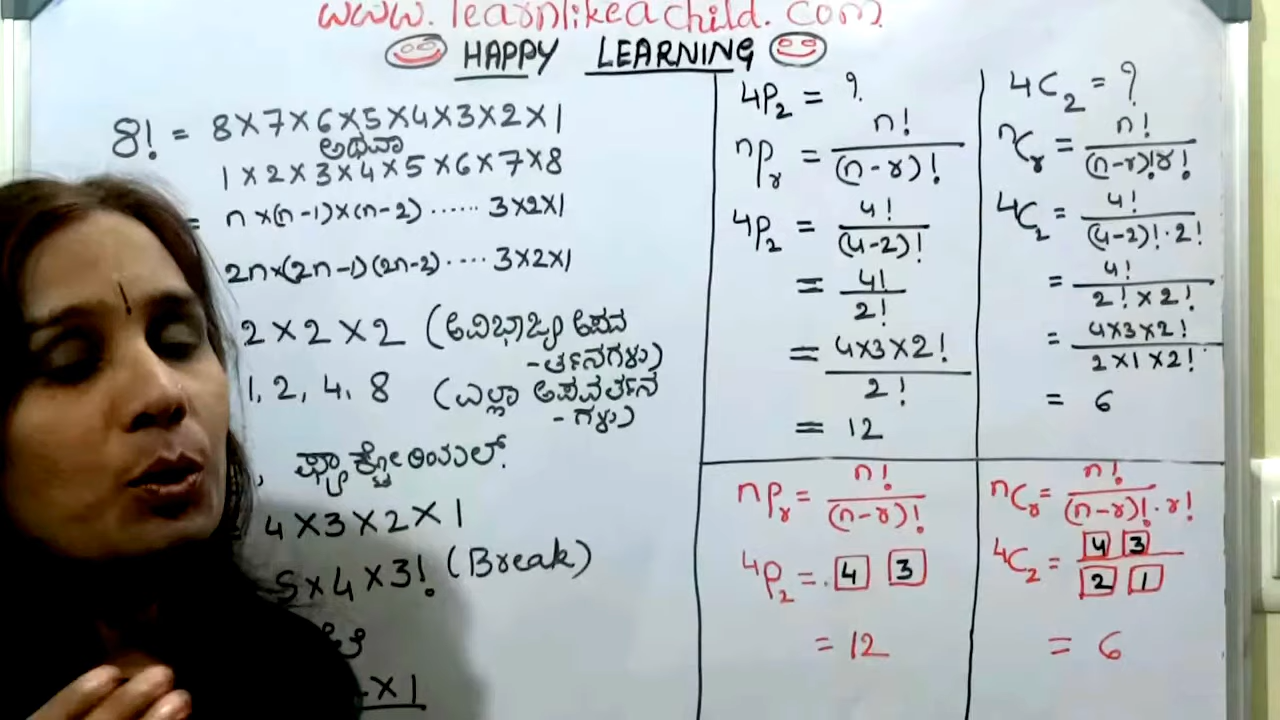 www.learnlikeachild.com
HAPPY LEARNING
8! = 8×7×6×5×4×3×2×1
ಅಥವಾ
1×2×3×4×5×6×7×8
= n×(n-1)×(n-2)......3×2×1
2n×(2n-1)(2n-2)....3×2×1
2×2×2 (ಅವಿಭಾಜ್ಯ ಅಪವ
-ರ್ತನಗಳು)
1, 2, 4, 8 (ಎಲ್ಲಾ ಅಪವರ್ತನ
-ಗಳು)
, ಫ್ಯಾಕ್ಟೋರಿಯಲ್.
4×3×2×1
5×4×3! (Break)
×1
4P₂ = ?
nPᵣ = n!/(n-r)!
4P₂ = 4!/(4-2)!
= 4!/2!
= 4×3×2!/2!
= 12
4C₂ = ?
ⁿCᵣ = n!/(n-r)!r!
⁴C₂ = 4!/(4-2)!·2!
= 4!/2!×2!
= 4×3×2!/2×1×2!
= 6
nPᵣ = n!/(n-r)!
⁴P₂ = 4 3
= 12
ⁿCᵣ = n!/(n-r)!·r!
⁴C₂ = 4 3/2 1
= 6